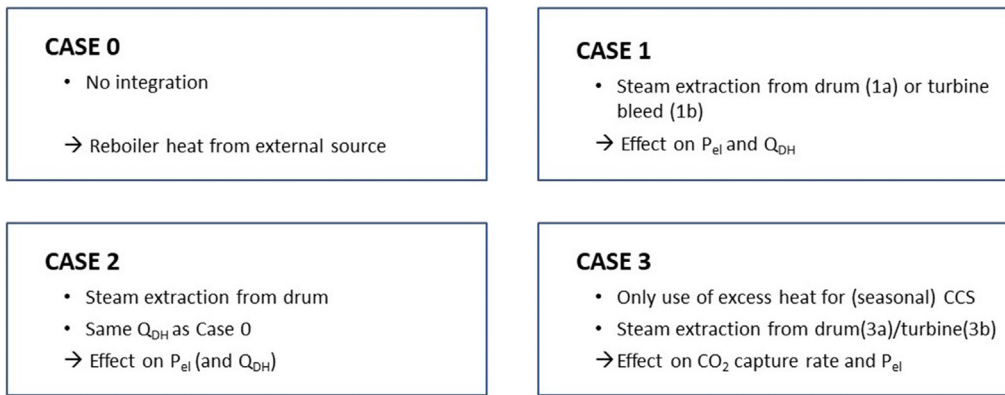 CASE 0
• No integration
→ Reboiler heat from external source
CASE 1
• Steam extraction from drum (1a) or turbine
bleed (1b)
→ Effect on Pel and QDH
CASE 2
• Steam extraction from drum
• Same QDH as Case 0
→ Effect on Pel (and QDH)
CASE 3
• Only use of excess heat for (seasonal) CCS
• Steam extraction from drum(3a)/turbine(3b)
→Effect on CO2 capture rate and Pel